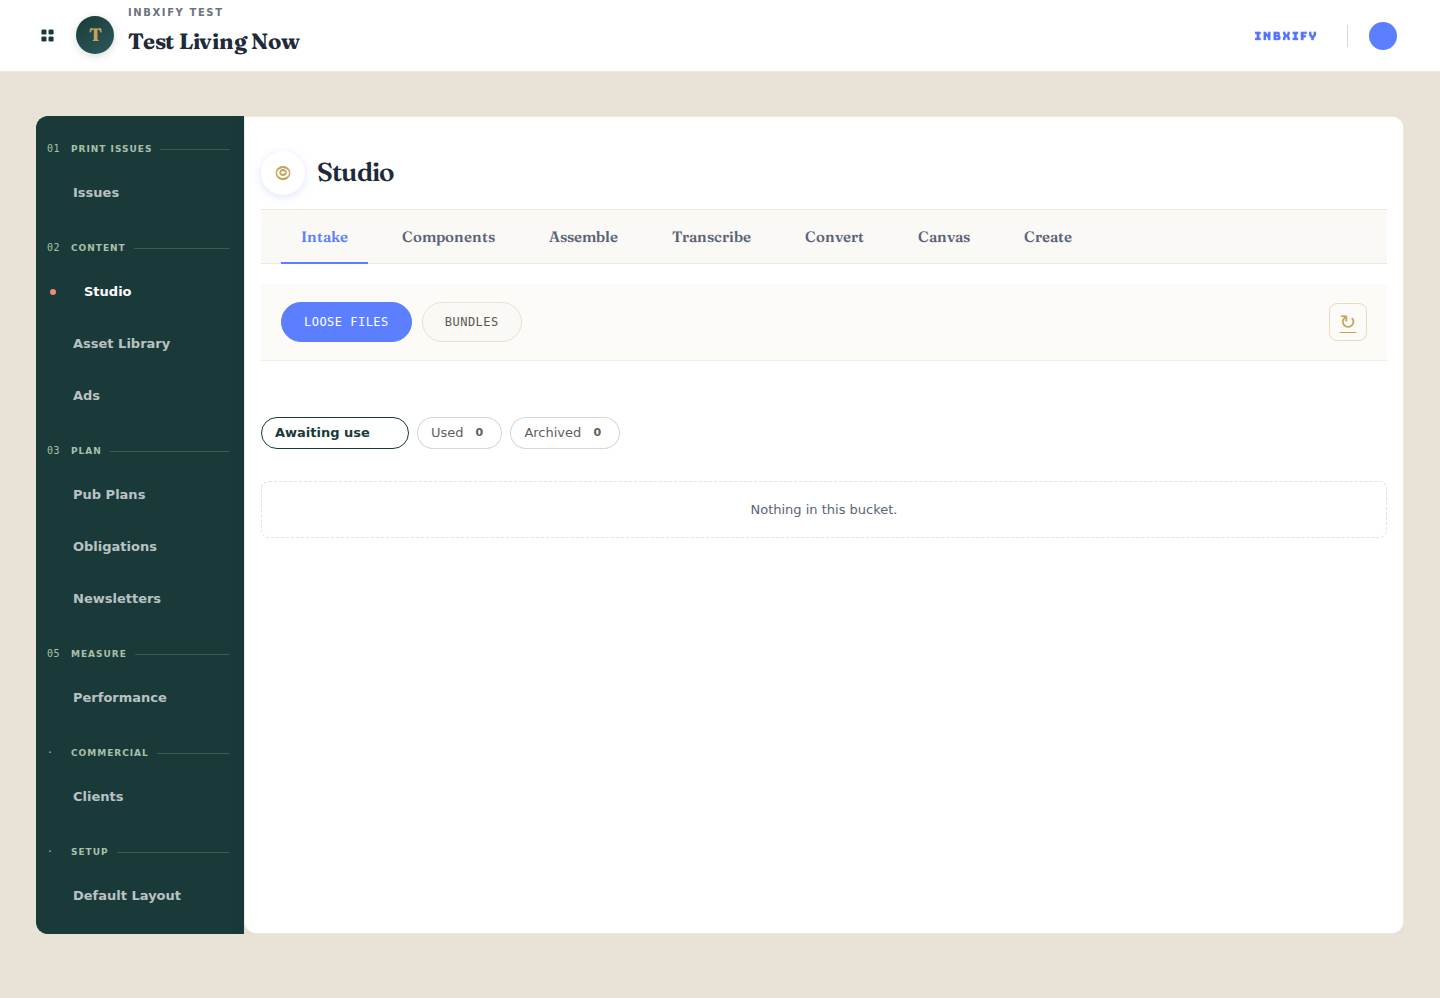 INBXIFY TEST
T
Test Living Now
INBXIFY
01 PRINT ISSUES
Issues
02 CONTENT
Studio
Asset Library
Ads
03 PLAN
Pub Plans
Obligations
Newsletters
05 MEASURE
Performance
· COMMERCIAL
Clients
· SETUP
Default Layout
Studio
Intake Components Assemble Transcribe Convert Canvas Create
LOOSE FILES BUNDLES ↻
Awaiting use Used 0 Archived 0
Nothing in this bucket.